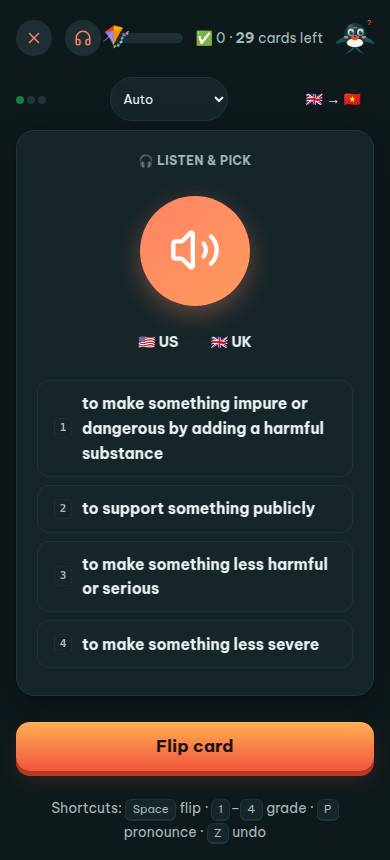 ✅ 0 · 29 cards left
Auto
🇬🇧 → 🇻🇳
🎧 LISTEN & PICK
🇺🇸 US 🇬🇧 UK
1 to make something impure or
dangerous by adding a harmful
substance
2 to support something publicly
3 to make something less harmful
or serious
4 to make something less severe
Flip card
Shortcuts: Space flip · 1 – 4 grade · P
pronounce · Z undo